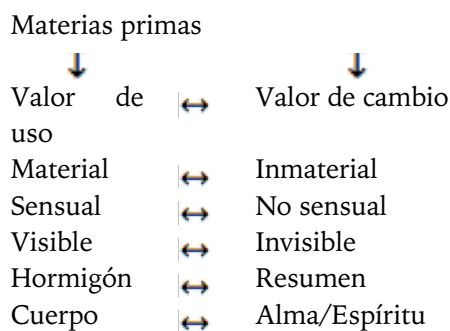 Materias primas
↓ ↓
Valor de ↔ Valor de cambio
uso
Material ↔ Inmaterial
Sensual ↔ No sensual
Visible ↔ Invisible
Hormigón ↔ Resumen
Cuerpo ↔ Alma/Espíritu